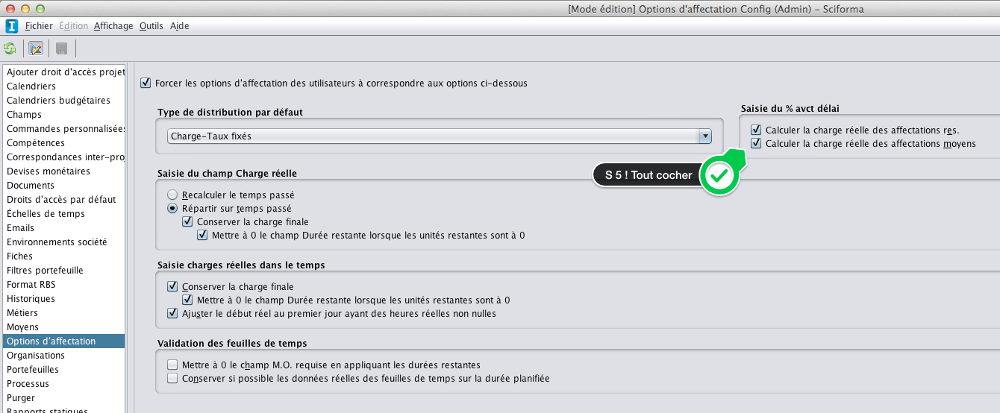 [Mode édition] Options d'affectation Config (Admin) – Sciforma
Fichier Édition Affichage Outils Aide
Ajouter droit d'accès projet
Calendriers
Calendriers budgétaires
Champs
Commandes personnalisées
Compétences
Correspondances inter-proj
Devises monétaires
Documents
Droits d'accès par défaut
Échelles de temps
Emails
Environnements société
Fiches
Filtres portefeuille
Format RBS
Historiques
Métiers
Moyens
Options d'affectation
Organisations
Portefeuilles
Processus
Purger
Rapports statiques
Forcer les options d'affectation des utilisateurs à correspondre aux options ci-dessous
Type de distribution par défaut
Charge-Taux fixés
Saisie du % avct délai
Calculer la charge réelle des affectations res.
Calculer la charge réelle des affectations moyens
S 5 ! Tout cocher
Saisie du champ Charge réelle
Recalculer le temps passé
Répartir sur temps passé
Conserver la charge finale
Mettre à 0 le champ Durée restante lorsque les unités restantes sont à 0
Saisie charges réelles dans le temps
Conserver la charge finale
Mettre à 0 le champ Durée restante lorsque les unités restantes sont à 0
Ajuster le début réel au premier jour ayant des heures réelles non nulles
Validation des feuilles de temps
Mettre à 0 le champ M.O. requise en appliquant les durées restantes
Conserver si possible les données réelles des feuilles de temps sur la durée planifiée